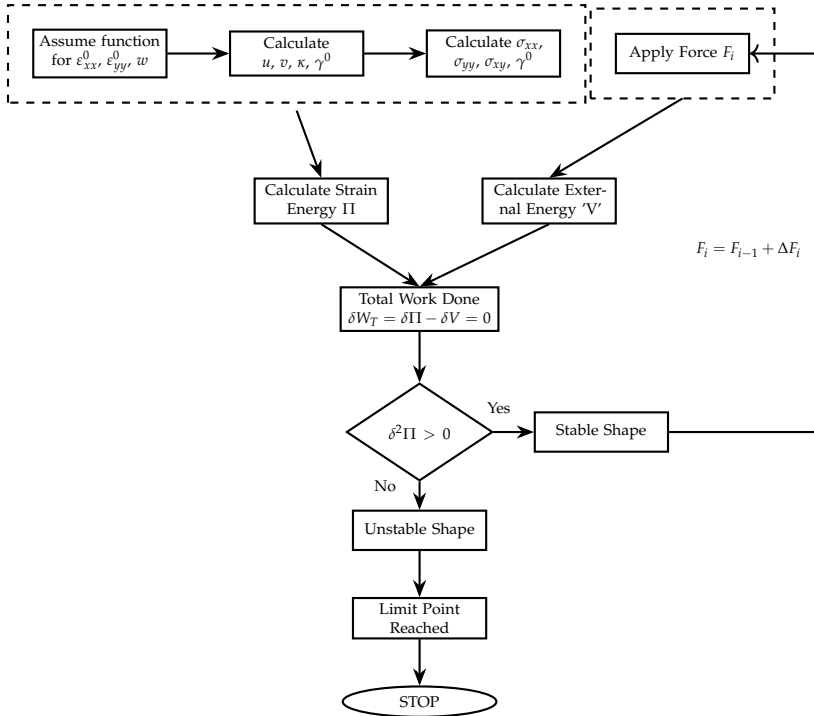 Assume function
for ε⁰ₓₓ, ε⁰ᵧᵧ, w
Calculate
u, v, κ, γ⁰
Calculate σₓₓ,
σᵧᵧ, σₓᵧ, γ⁰
Apply Force Fᵢ
Calculate Strain
Energy Π
Calculate Exter-
nal Energy 'V'
Fᵢ = Fᵢ₋₁ + ΔFᵢ
Total Work Done
δW_T = δΠ − δV = 0
δ²Π > 0
Yes
Stable Shape
No
Unstable Shape
Limit Point
Reached
STOP